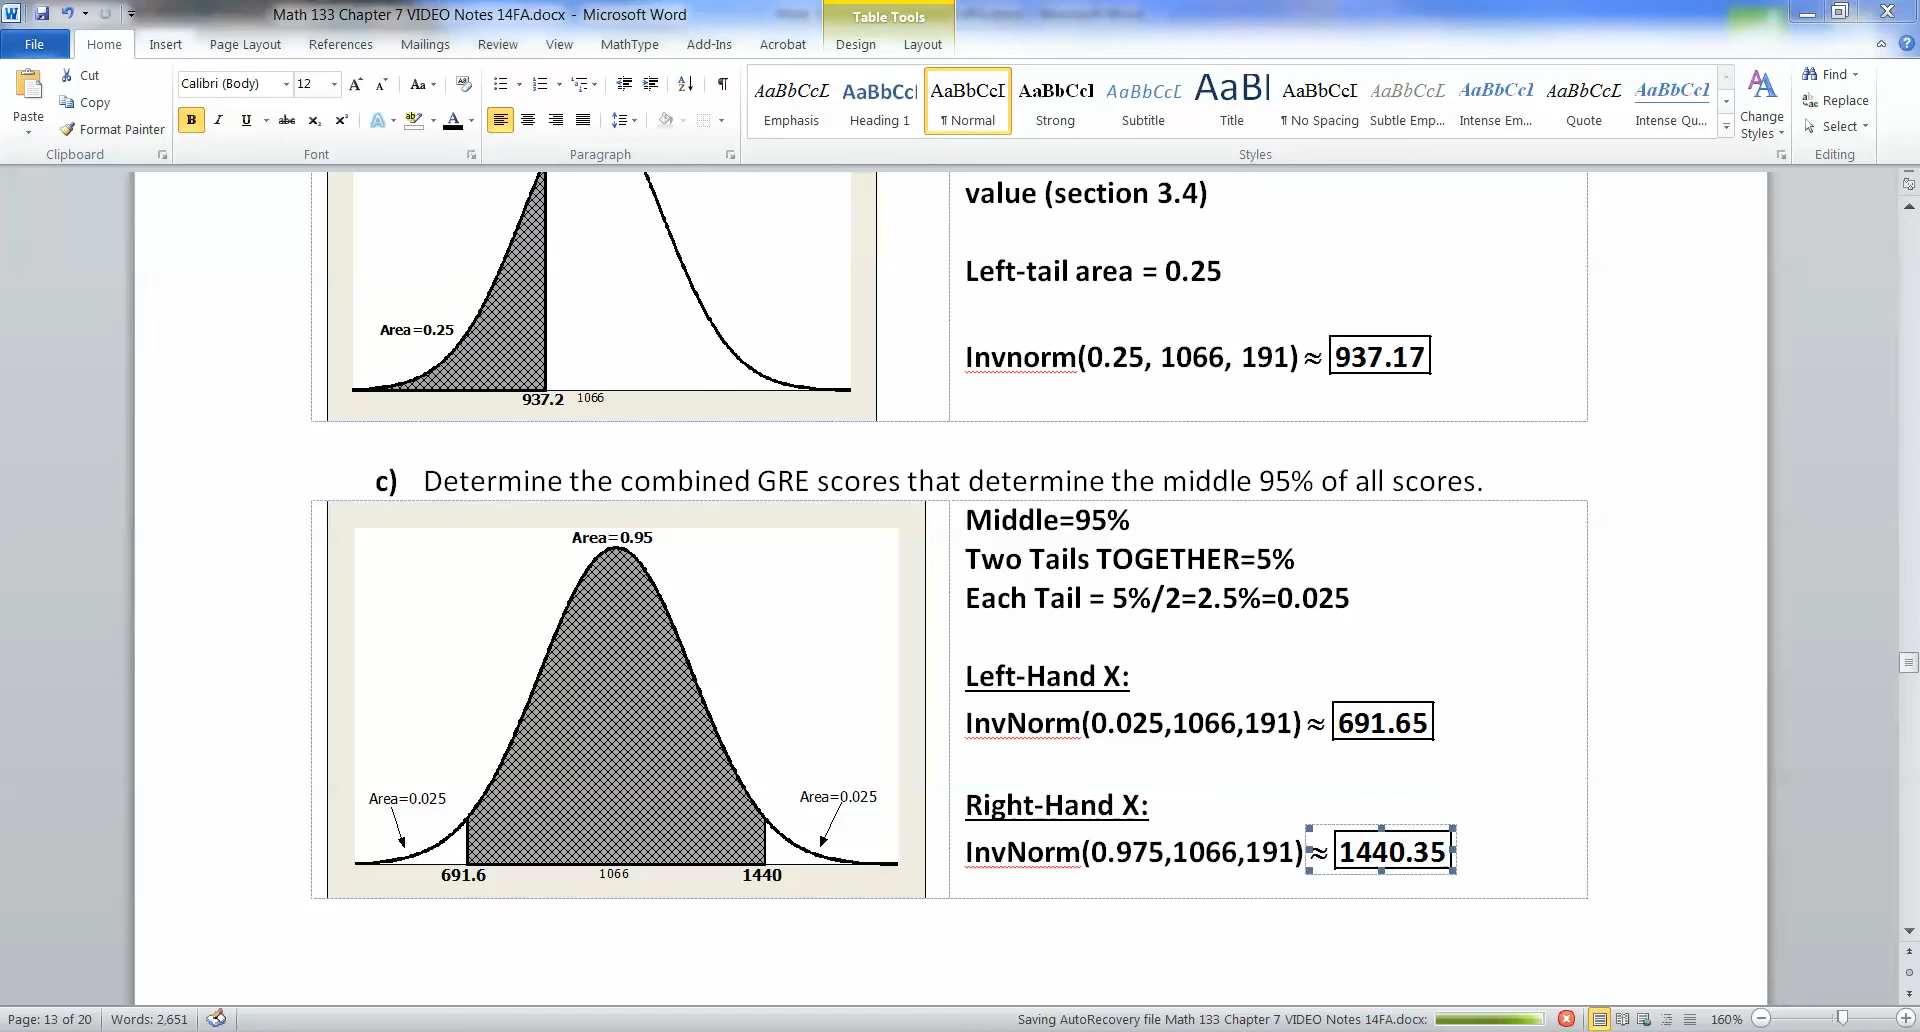 Math 133 Chapter 7 VIDEO Notes 14FA.docx - Microsoft Word
Table Tools
File Home Insert Page Layout References Mailings Review View MathType Add-Ins Acrobat Design Layout
Paste
Cut
Copy
Format Painter
Clipboard
Calibri (Body) 12
Font
Paragraph
AaBbCcL AaBbCcl AaBbCcI AaBbCcl AaBbCcL AaBl AaBbCcI AaBbCcL AaBbCcl AaBbCcL AaBbCcl
Emphasis Heading 1 ¶ Normal Strong Subtitle Title ¶ No Spacing Subtle Emp... Intense Em... Quote Intense Qu...
Styles
Change Styles
Find
Replace
Select
Editing
value (section 3.4)
Left-tail area = 0.25
Invnorm(0.25, 1066, 191) ≈ 937.17
Area=0.25
937.2 1066
c) Determine the combined GRE scores that determine the middle 95% of all scores.
Area=0.95
Area=0.025
Area=0.025
691.6 1066 1440
Middle=95%
Two Tails TOGETHER=5%
Each Tail = 5%/2=2.5%=0.025
Left-Hand X:
InvNorm(0.025,1066,191) ≈ 691.65
Right-Hand X:
InvNorm(0.975,1066,191) ≈ 1440.35
Page: 13 of 20 Words: 2,651 Saving AutoRecovery file Math 133 Chapter 7 VIDEO Notes 14FA.docx: 160%